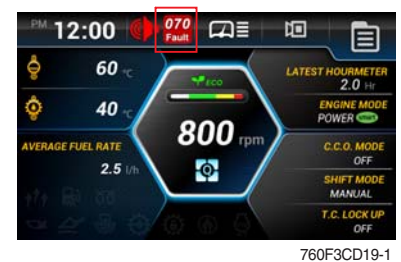 PM 12:00 070 Fault
60 ℃
40 ℃
AVERAGE FUEL RATE
2.5 l/h
ECO
800 rpm
LATEST HOURMETER
2.0 Hr
ENGINE MODE
POWER smart
C.C.O. MODE
OFF
SHIFT MODE
MANUAL
T.C. LOCK UP
OFF
760F3CD19-1